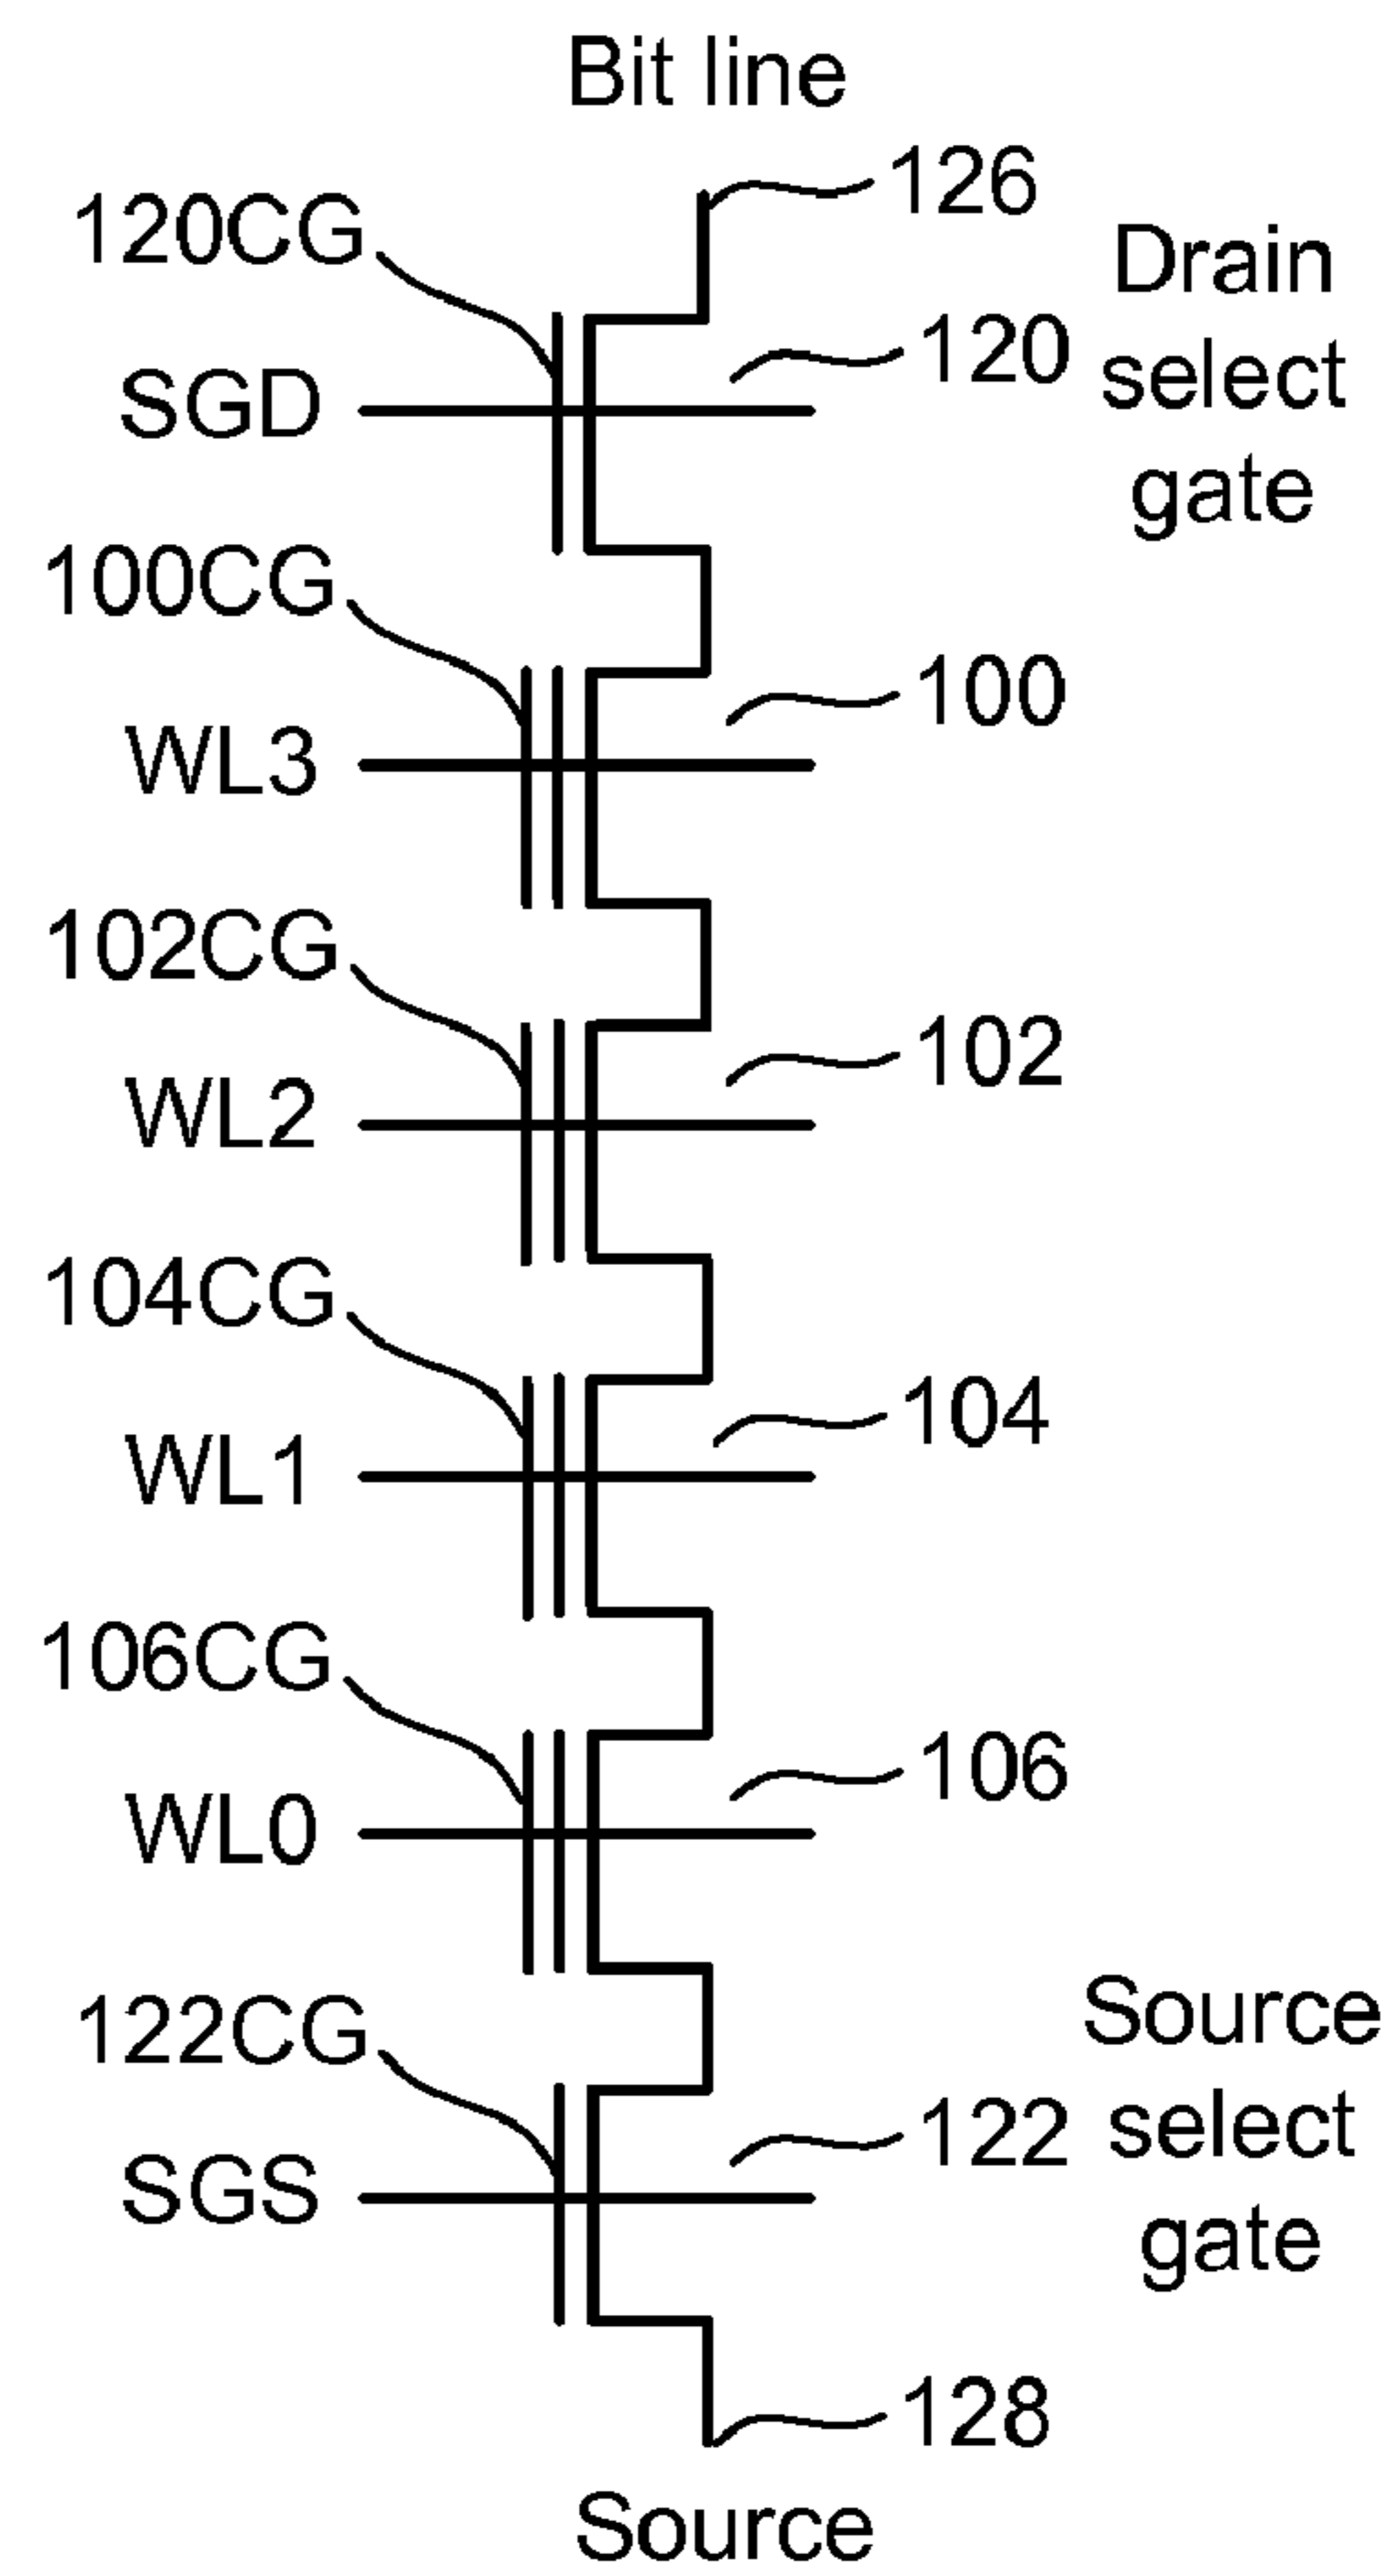 Bit line
126
120CG
Drain
select
gate
120
SGD
100CG
100
WL3
102CG
102
WL2
104CG
104
WL1
106CG
106
WL0
122CG
Source
select
gate
122
SGS
128
Source